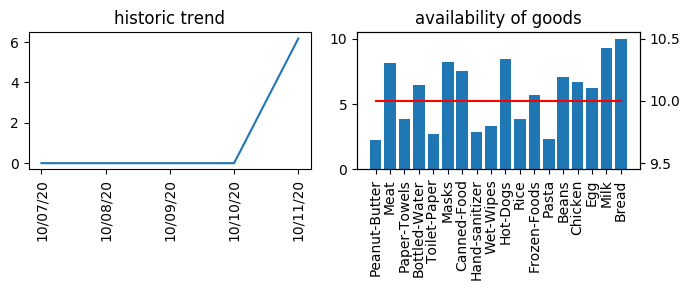 historic trend
6
4
2
0
10/07/20
10/08/20
10/09/20
10/10/20
10/11/20
availability of goods
10
5
0
10.5
10.0
9.5
Peanut-Butter
Meat
Paper-Towels
Bottled-Water
Toilet-Paper
Masks
Canned-Food
Hand-sanitizer
Wet-Wipes
Hot-Dogs
Rice
Frozen-Foods
Pasta
Beans
Chicken
Egg
Milk
Bread